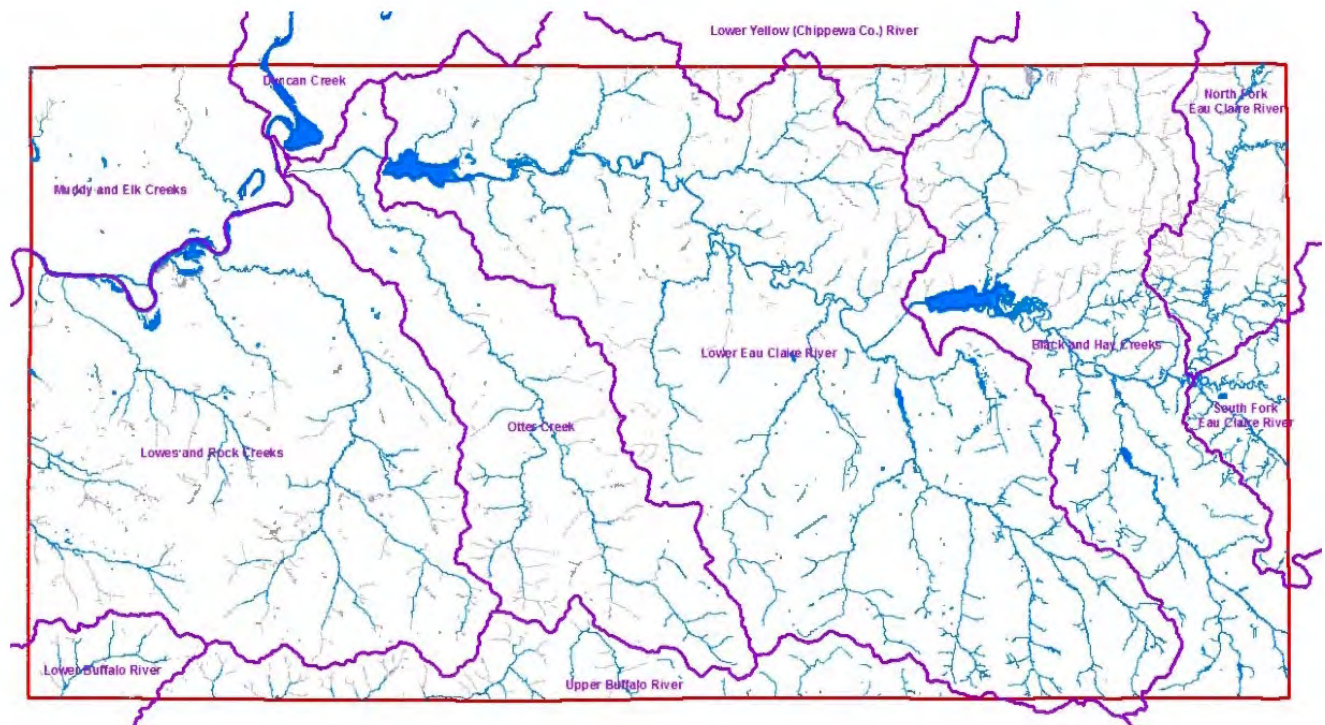 Lower Yellow (Chippewa Co.) River
Duncan Creek
North Fork
Eau Claire River
Muddy and Elk Creeks
Lower Eau Claire River
Black and Hay Creeks
South Fork
Eau Claire River
Otter Creek
Lowes and Rock Creeks
Lower Buffalo River
Upper Buffalo River